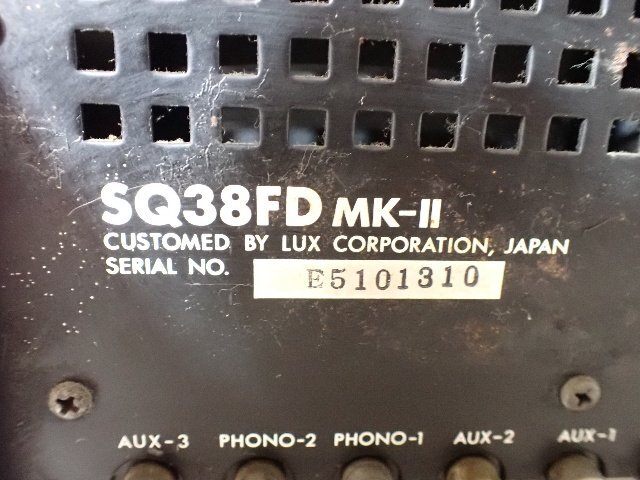 SQ38FD MK-II
CUSTOMED BY LUX CORPORATION, JAPAN
SERIAL NO. E5101310
AUX-3 PHONO-2 PHONO-1 AUX-2 AUX-1